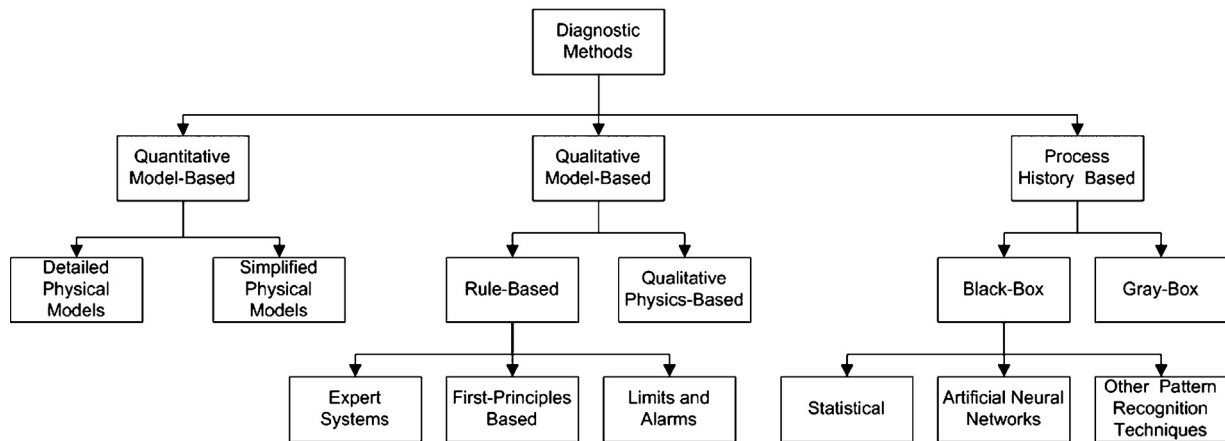 Diagnostic
Methods
Quantitative
Model-Based
Qualitative
Model-Based
Process
History Based
Detailed
Physical
Models
Simplified
Physical
Models
Rule-Based
Qualitative
Physics-Based
Black-Box
Gray-Box
Expert
Systems
First-Principles
Based
Limits and
Alarms
Statistical
Artificial Neural
Networks
Other Pattern
Recognition
Techniques